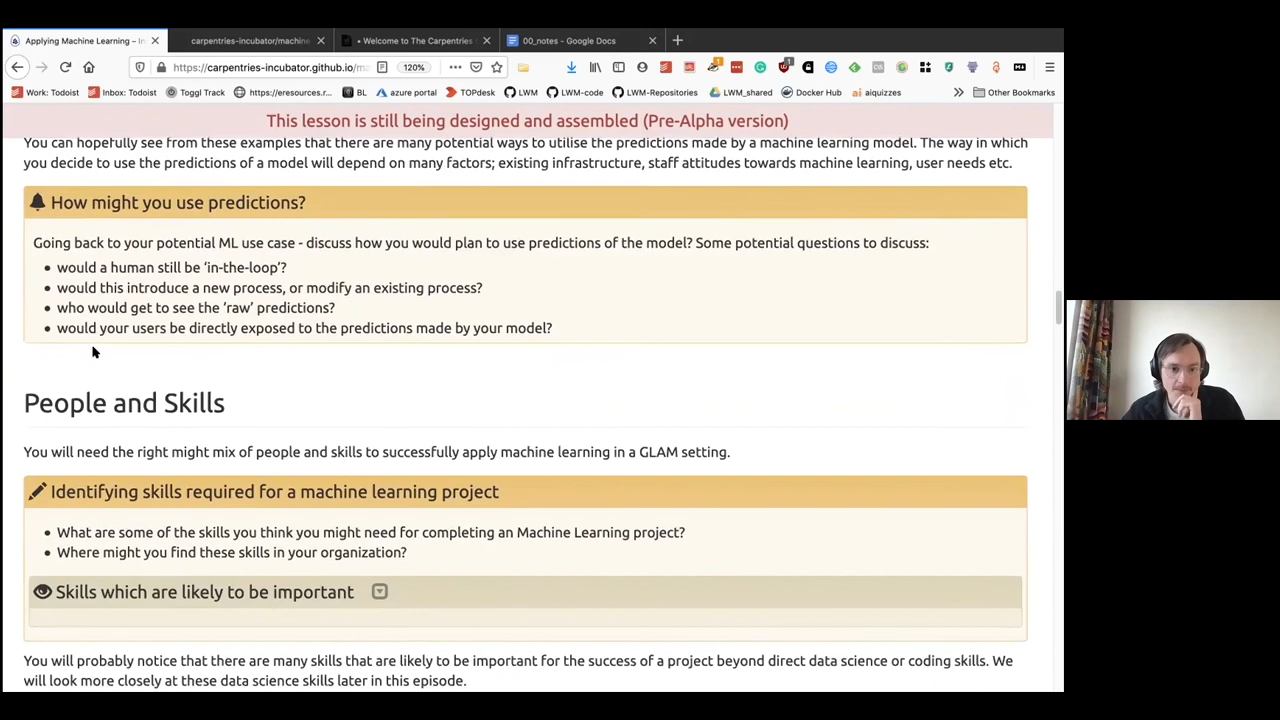 Applying Machine Learning – In
carpentries-incubator/machine
• Welcome to The Carpentries
00_notes - Google Docs
https://carpentries-incubator.github.io/ma
120%
Work: Todoist
Inbox: Todoist
Toggl Track
https://eresources.r...
BL
azure portal
TOPdesk
LWM
LWM-code
LWM-Repositories
LWM_shared
Docker Hub
ai aiquizzes
Other Bookmarks
This lesson is still being designed and assembled (Pre-Alpha version)
You can hopefully see from these examples that there are many potential ways to utilise the predictions made by a machine learning model. The way in which
you decide to use the predictions of a model will depend on many factors; existing infrastructure, staff attitudes towards machine learning, user needs etc.
How might you use predictions?
Going back to your potential ML use case - discuss how you would plan to use predictions of the model? Some potential questions to discuss:
• would a human still be ‘in-the-loop’?
• would this introduce a new process, or modify an existing process?
• who would get to see the ‘raw’ predictions?
• would your users be directly exposed to the predictions made by your model?
People and Skills
You will need the right might mix of people and skills to successfully apply machine learning in a GLAM setting.
Identifying skills required for a machine learning project
• What are some of the skills you think you might need for completing an Machine Learning project?
• Where might you find these skills in your organization?
Skills which are likely to be important
You will probably notice that there are many skills that are likely to be important for the success of a project beyond direct data science or coding skills. We
will look more closely at these data science skills later in this episode.